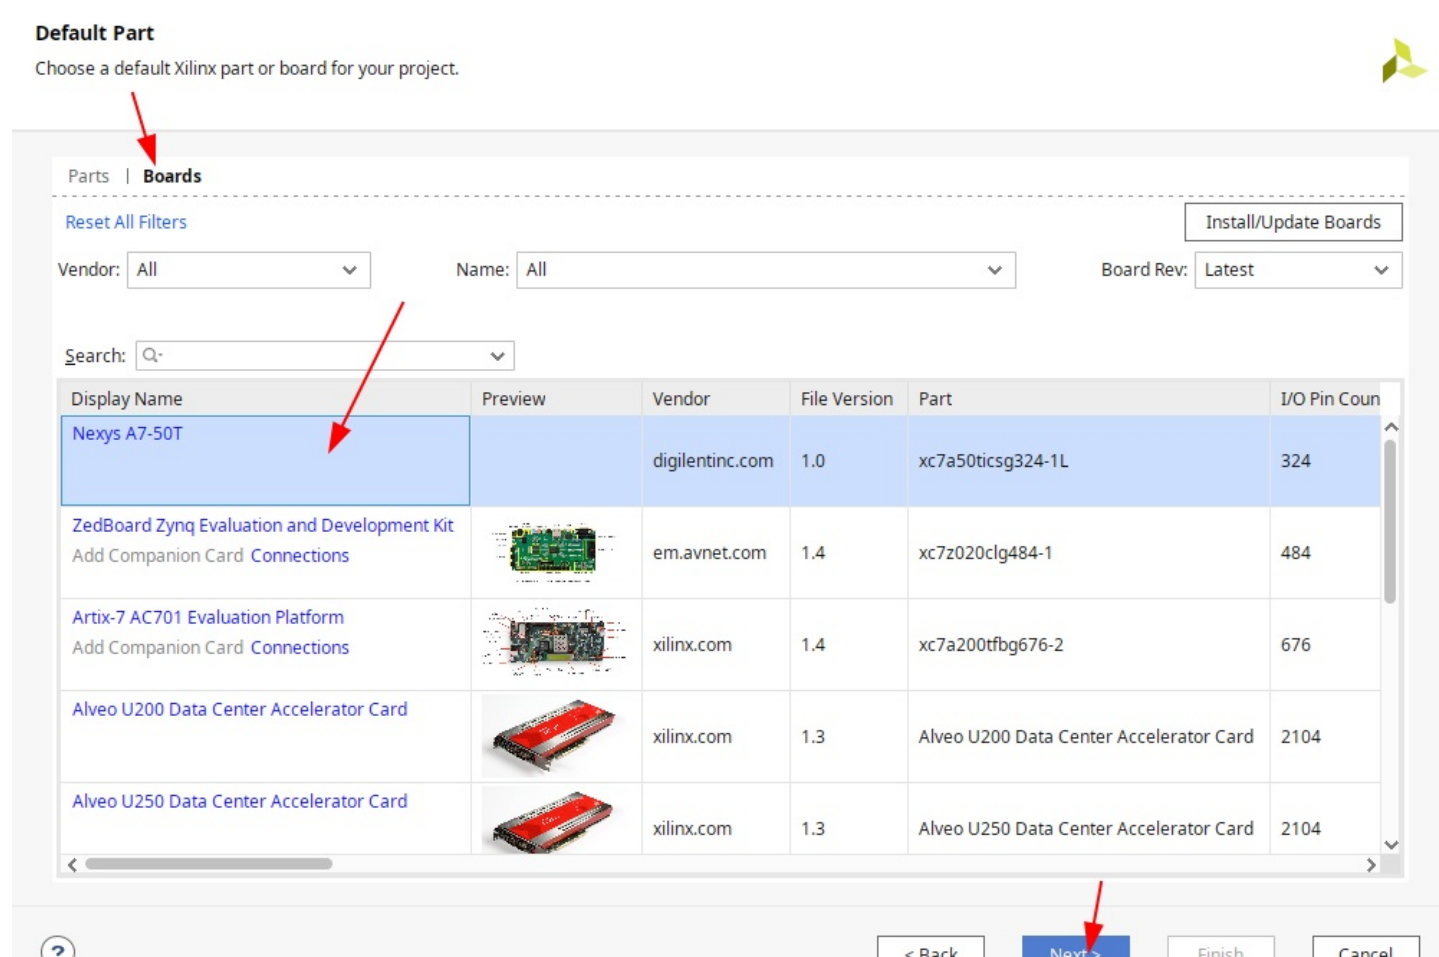 Default Part
Choose a default Xilinx part or board for your project.
Parts | Boards
Reset All Filters
Install/Update Boards
Vendor: All Name: All Board Rev: Latest
Search:
Display Name Preview Vendor File Version Part I/O Pin Coun
Nexys A7-50T
digilentinc.com 1.0 xc7a50ticsg324-1L 324
ZedBoard Zynq Evaluation and Development Kit
Add Companion Card Connections
em.avnet.com 1.4 xc7z020clg484-1 484
Artix-7 AC701 Evaluation Platform
Add Companion Card Connections
xilinx.com 1.4 xc7a200tfbg676-2 676
Alveo U200 Data Center Accelerator Card
xilinx.com 1.3 Alveo U200 Data Center Accelerator Card 2104
Alveo U250 Data Center Accelerator Card
xilinx.com 1.3 Alveo U250 Data Center Accelerator Card 2104
? < Back Next > Finish Cancel